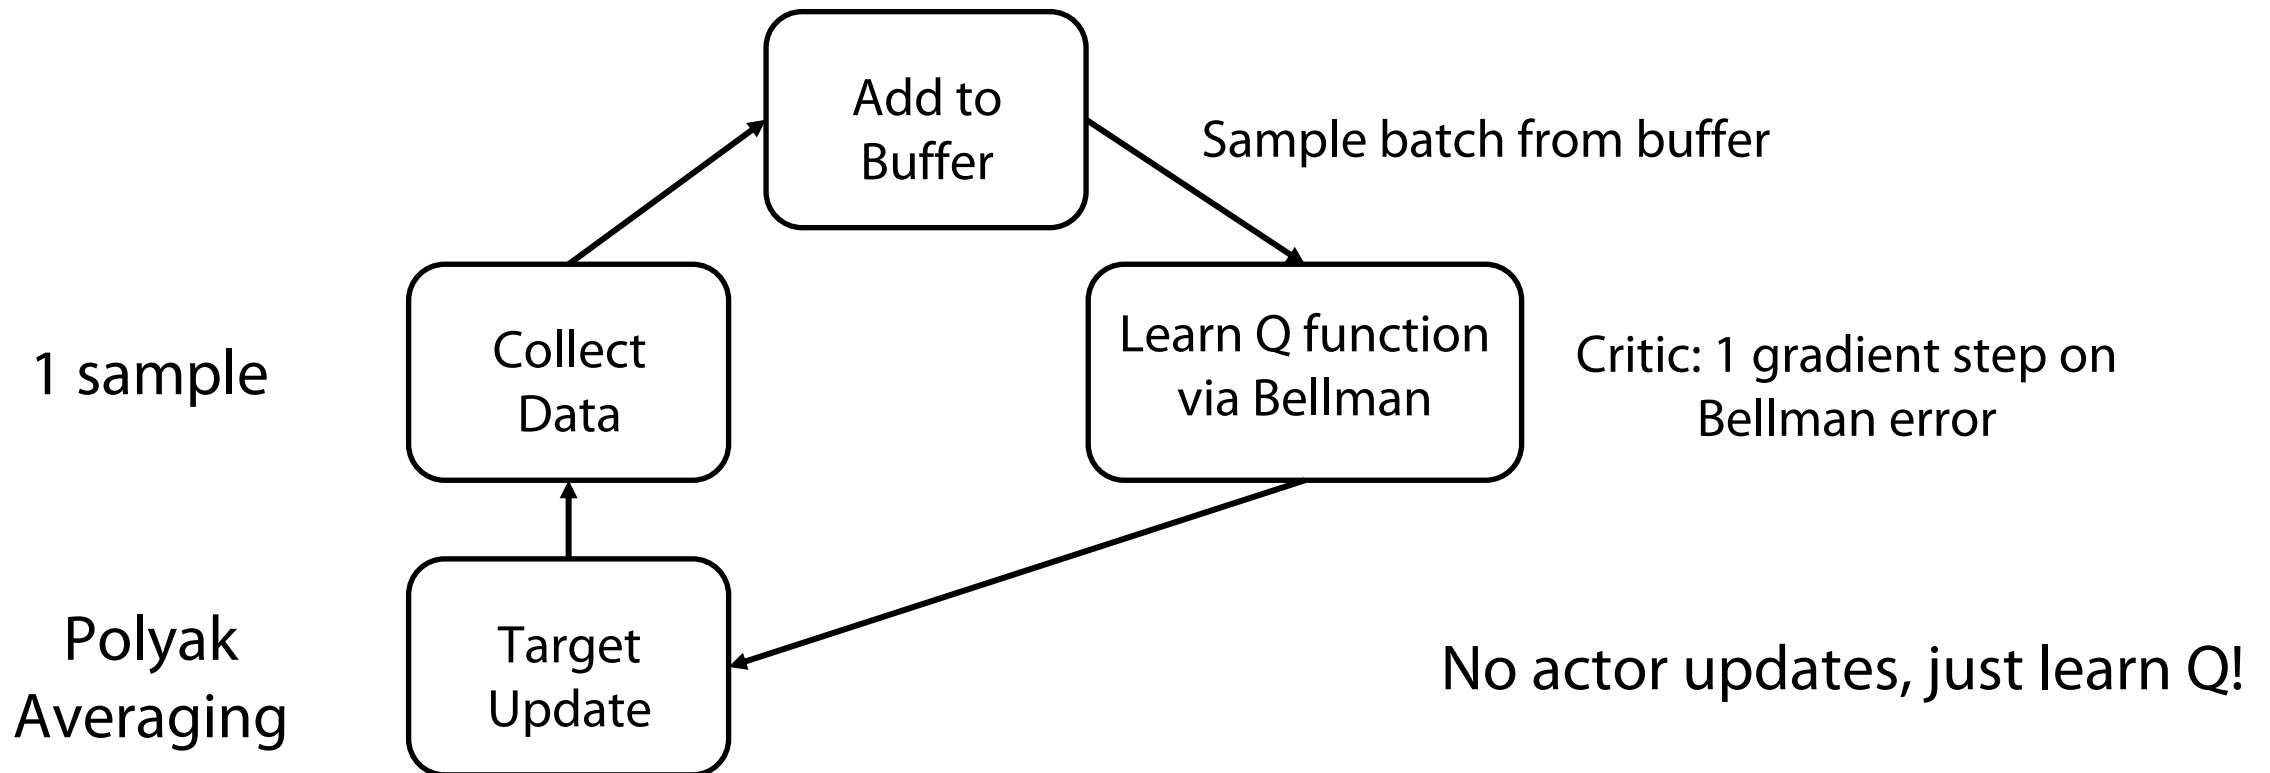 Add to
Buffer
Sample batch from buffer
1 sample
Collect
Data
Learn Q function
via Bellman
Critic: 1 gradient step on
Bellman error
Polyak
Averaging
Target
Update
No actor updates, just learn Q!